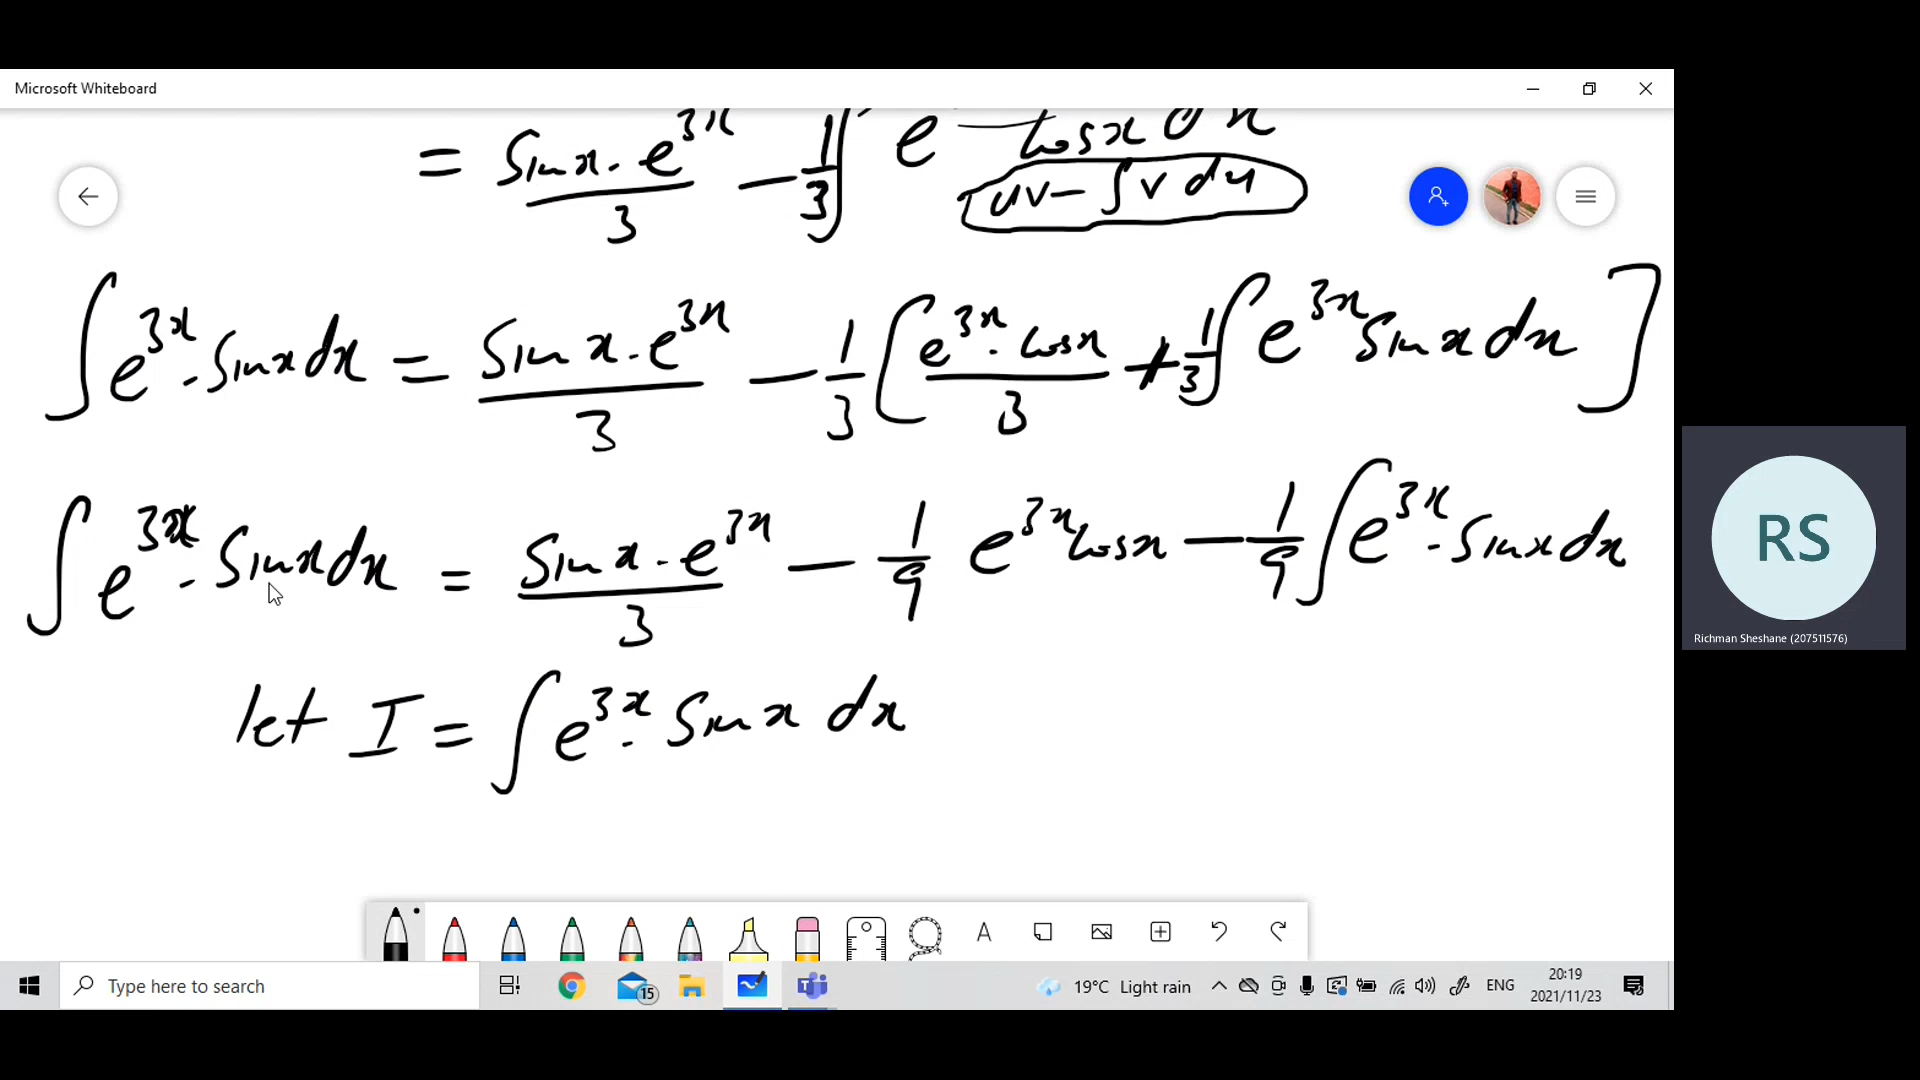 Microsoft Whiteboard
= sin x · e^{3x}/3 − 1/3 ∫ e cos x dx
uv − ∫ v du
∫ e^{3x} · sin x dx = sin x · e^{3x}/3 − 1/3 [ e^{3x} · cos x/3 + 1/3 ∫ e^{3x} sin x dx ]
∫ e^{3x} · sin x dx = sin x · e^{3x}/3 − 1/9 e^{3x} cos x − 1/9 ∫ e^{3x} · sin x dx
let I = ∫ e^{3x} · sin x dx
RS
Richman Sheshane (207511576)
A
Type here to search
15
T
19°C Light rain
ENG
20:19
2021/11/23